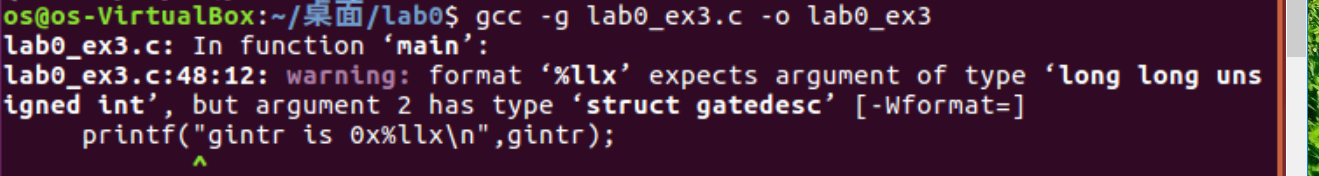 os@os-VirtualBox:~/桌面/lab0$ gcc -g lab0_ex3.c -o lab0_ex3
lab0_ex3.c: In function ‘main’:
lab0_ex3.c:48:12: warning: format ‘%llx’ expects argument of type ‘long long uns
igned int’, but argument 2 has type ‘struct gatedesc’ [-Wformat=]
     printf("gintr is 0x%llx\n",gintr);
            ^